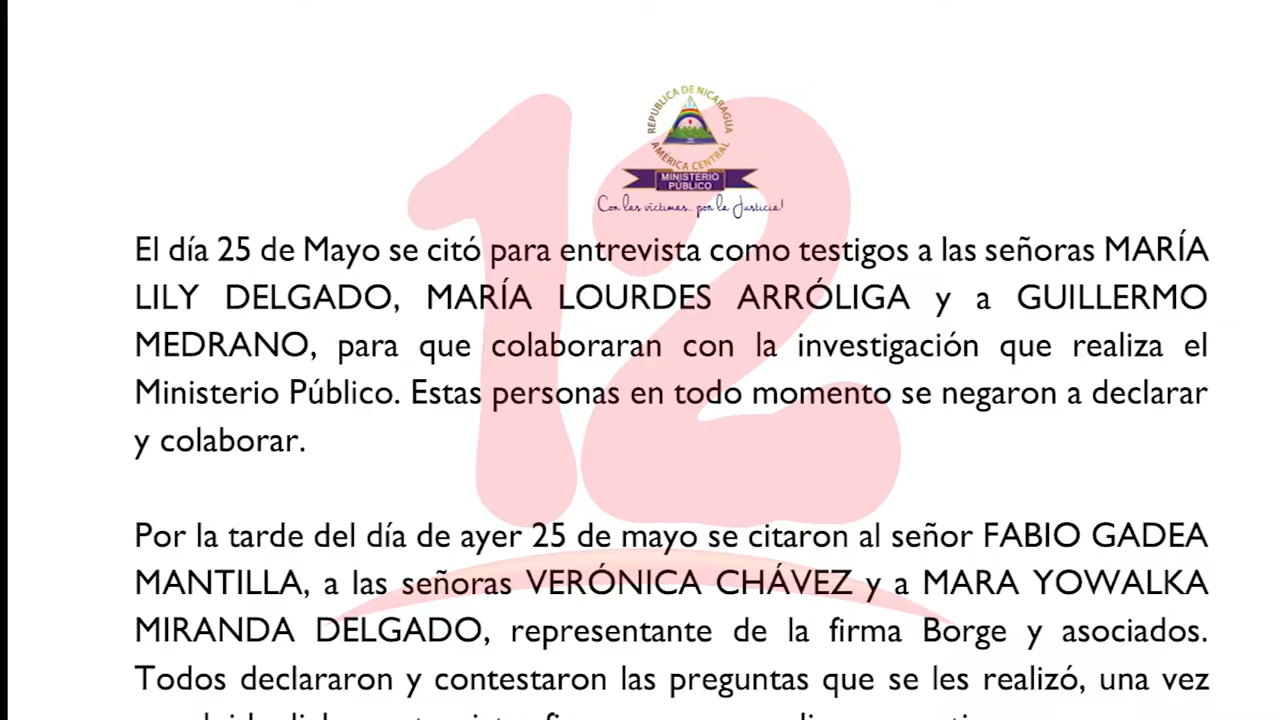 REPÚBLICA DE NICARAGUA
AMÉRICA CENTRAL
MINISTERIO
PÚBLICO
Con las víctimas... por la Justicia!
12
El día 25 de Mayo se citó para entrevista como testigos a las señoras MARÍA
LILY DELGADO, MARÍA LOURDES ARRÓLIGA y a GUILLERMO
MEDRANO, para que colaboraran con la investigación que realiza el
Ministerio Público. Estas personas en todo momento se negaron a declarar
y colaborar.
Por la tarde del día de ayer 25 de mayo se citaron al señor FABIO GADEA
MANTILLA, a las señoras VERÓNICA CHÁVEZ y a MARA YOWALKA
MIRANDA DELGADO, representante de la firma Borge y asociados.
Todos declararon y contestaron las preguntas que se les realizó, una vez